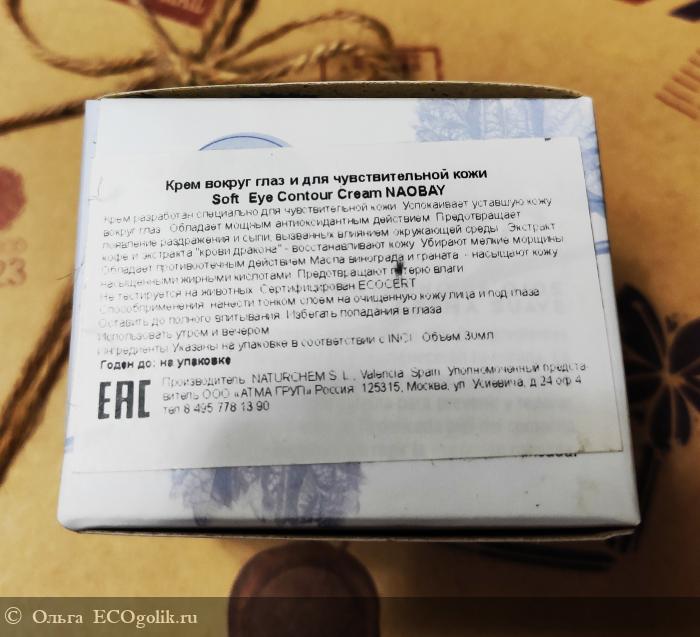 Крем вокруг глаз и для чувствительной кожи
Soft Eye Contour Cream NAOBAY
Крем разработан специально для чувствительной кожи. Успокаивает уставшую кожу
вокруг глаз. Обладает мощным антиоксидантным действием. Предотвращает
появление раздражения и сыпи, вызванных влиянием окружающей среды. Экстракт
кофе и экстракта "крови дракона" - восстанавливают кожу. Убирают мелкие морщины.
Обладает противоотечным действием. Масла винограда и граната - насыщают кожу
насыщенными жирными кислотами. Предотвращают потерю влаги
Не тестируется на животных. Сертифицирован ECOCERT
Способ применения: нанести тонком слоем на очищенную кожу лица и под глаза
Оставить до полного впитывания. Избегать попадания в глаза
Использовать утром и вечером
Ингредиенты: Указаны на упаковке в соответствии с INCI. Объем 30мл
Годен до: на упаковке
EAC
Производитель: NATURCHEM S.L., Valencia, Spain. Уполномоченный предста-
витель ООО «АТМА ГРУП» Россия, 125315, Москва, ул. Усиевича, д.24 оф 4
тел 8 495 778 13 90
23
© Ольга ECOgolik.ru